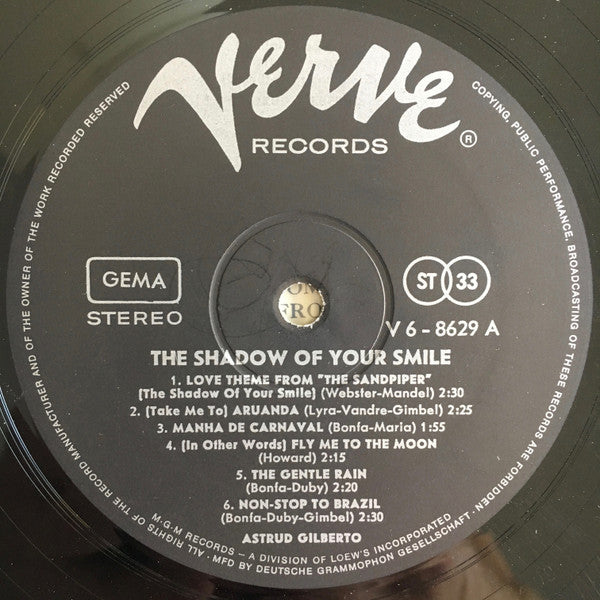 Verve
RECORDS ®
GEMA
STEREO
ST 33
V 6 - 8629 A
THE SHADOW OF YOUR SMILE
1. LOVE THEME FROM "THE SANDPIPER"
(The Shadow Of Your Smile) (Webster-Mandel) 2:30
2. (Take Me To) ARUANDA (Lyra-Vandre-Gimbel) 2:25
3. MANHA DE CARNAVAL (Bonfa-Maria) 1:55
4. (In Other Words) FLY ME TO THE MOON
(Howard) 2:15
5. THE GENTLE RAIN
(Bonfa-Duby) 2:20
6. NON-STOP TO BRAZIL
(Bonfa-Duby-Gimbel) 2:30
ASTRUD GILBERTO
M·G·M RECORDS – A DIVISION OF LOEW'S INCORPORATED
· ALL RIGHTS OF THE RECORD MANUFACTURER AND OF THE OWNER OF THE WORK RECORDED RESERVED
COPYING, PUBLIC PERFORMANCE, BROADCASTING OF THESE RECORDS ARE FORBIDDEN
· MFD BY DEUTSCHE GRAMMOPHON GESELLSCHAFT ·